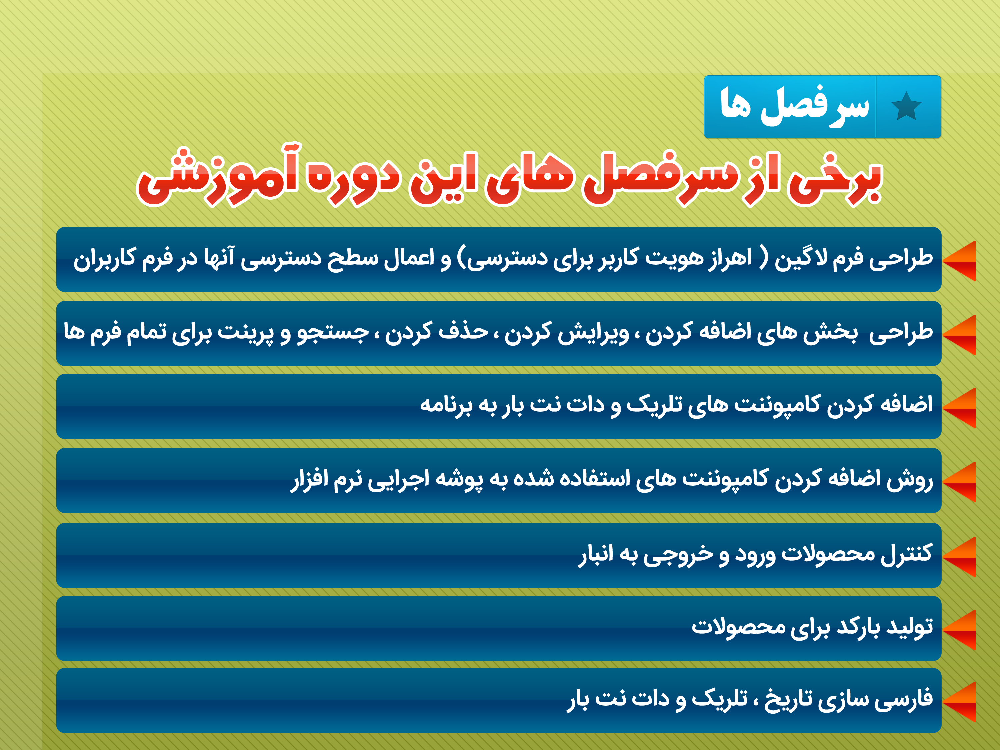 سرفصل ها
برخی از سرفصل های این دوره آموزشی
طراحی فرم لاگین ( اهراز هویت کاربر برای دسترسی) و اعمال سطح دسترسی آنها در فرم کاربران
طراحی  بخش های اضافه کردن ، ویرایش کردن ، حذف کردن ، جستجو و پرینت برای تمام فرم ها
اضافه کردن کامپوننت های تلریک و دات نت بار به برنامه
روش اضافه کردن کامپوننت های استفاده شده به پوشه اجرایی نرم افزار
کنترل محصولات ورود و خروجی به انبار
تولید بارکد برای محصولات
فارسی سازی تاریخ ، تلریک و دات نت بار